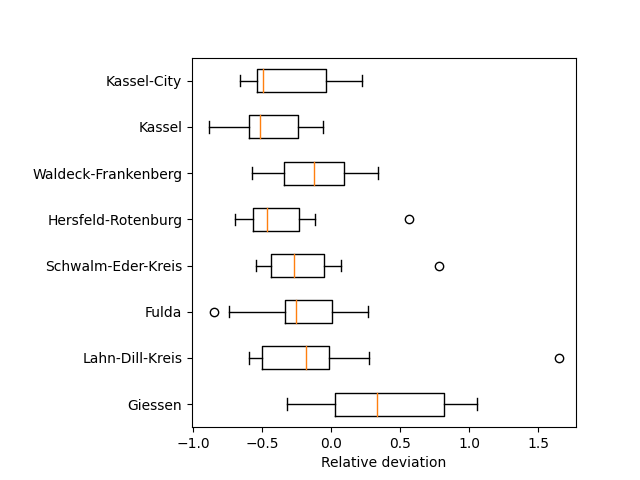 Kassel-City
Kassel
Waldeck-Frankenberg
Hersfeld-Rotenburg
Schwalm-Eder-Kreis
Fulda
Lahn-Dill-Kreis
Giessen
−1.0 −0.5 0.0 0.5 1.0 1.5
Relative deviation